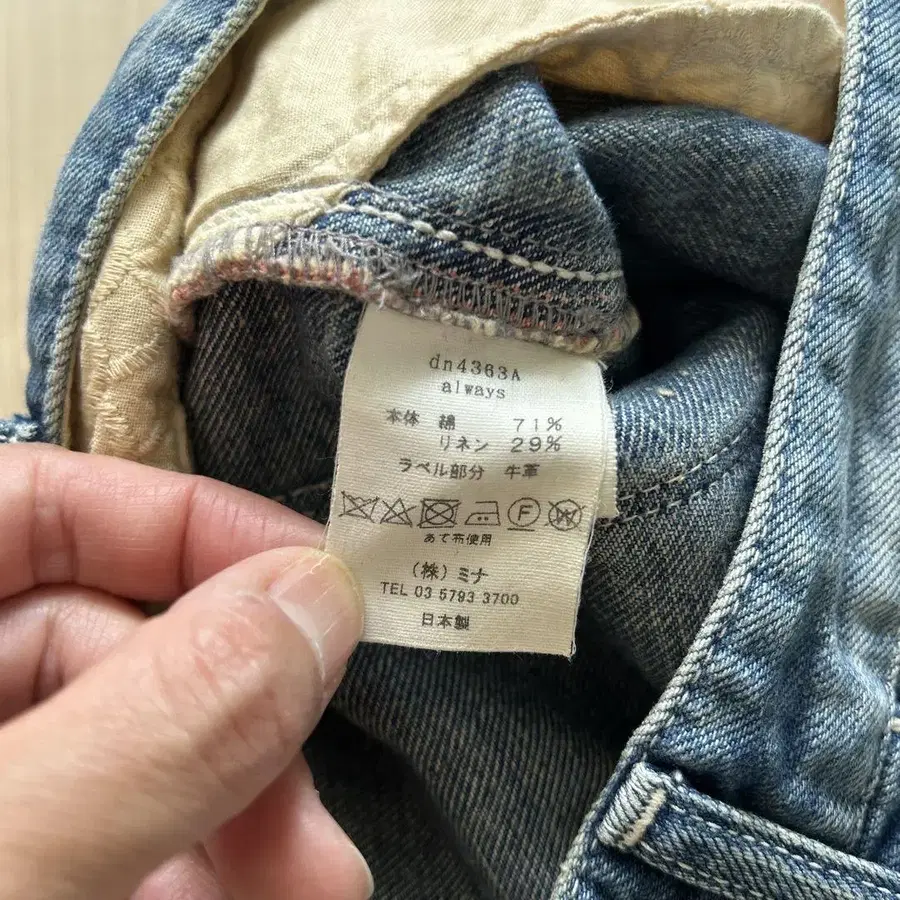 dn4363A
always
本体 綿 71%
リネン 29%
ラベル部分 牛革
F W
あて布使用
(株)ミナ
TEL 03 5793 3700
日本製